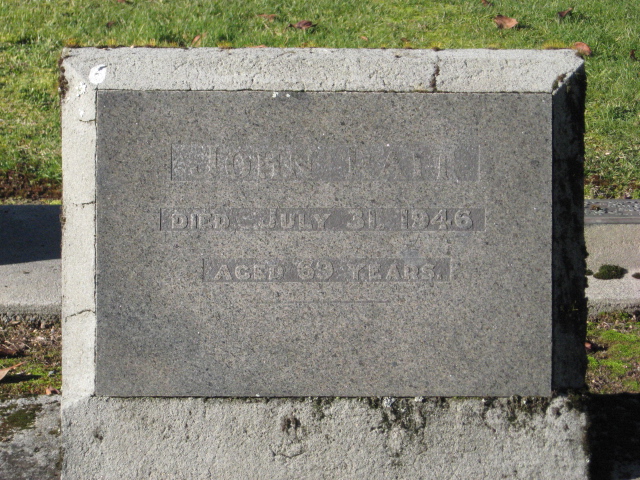 JOHN
DIED - JULY 31, 1946
AGED 69 YEARS.